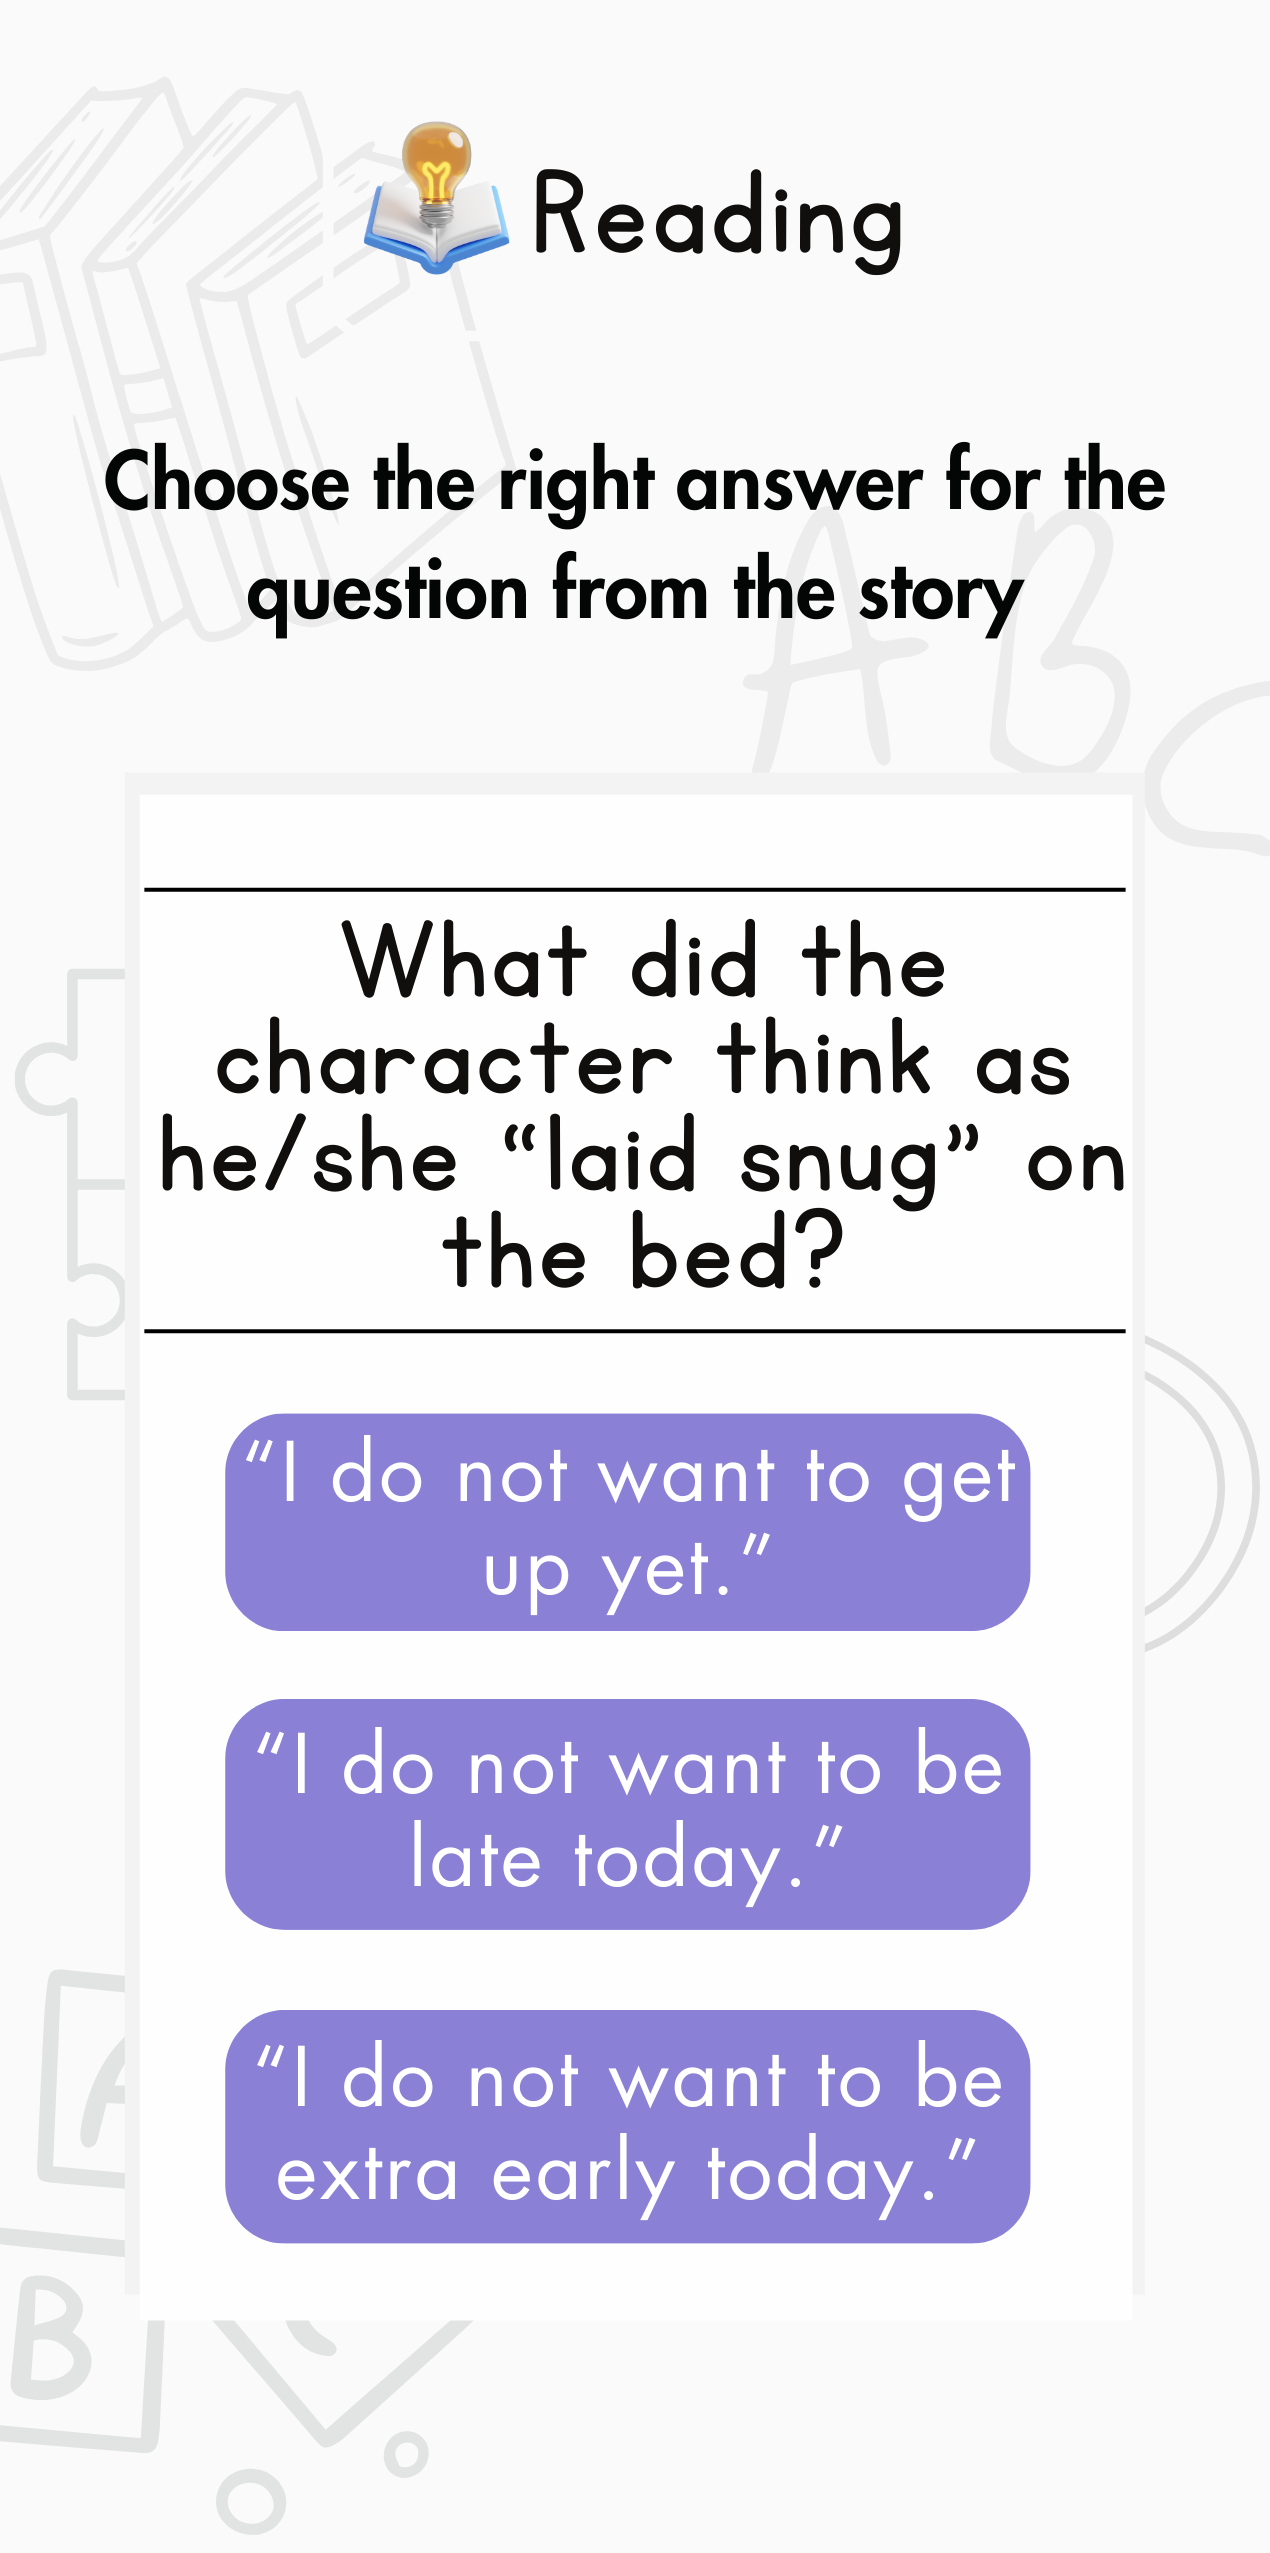 Reading
Choose the right answer for the
question from the story
A B
What did the
character think as
he/she “laid snug” on
the bed?
“I do not want to get
up yet.”
“I do not want to be
late today.”
“I do not want to be
extra early today.”
A
B